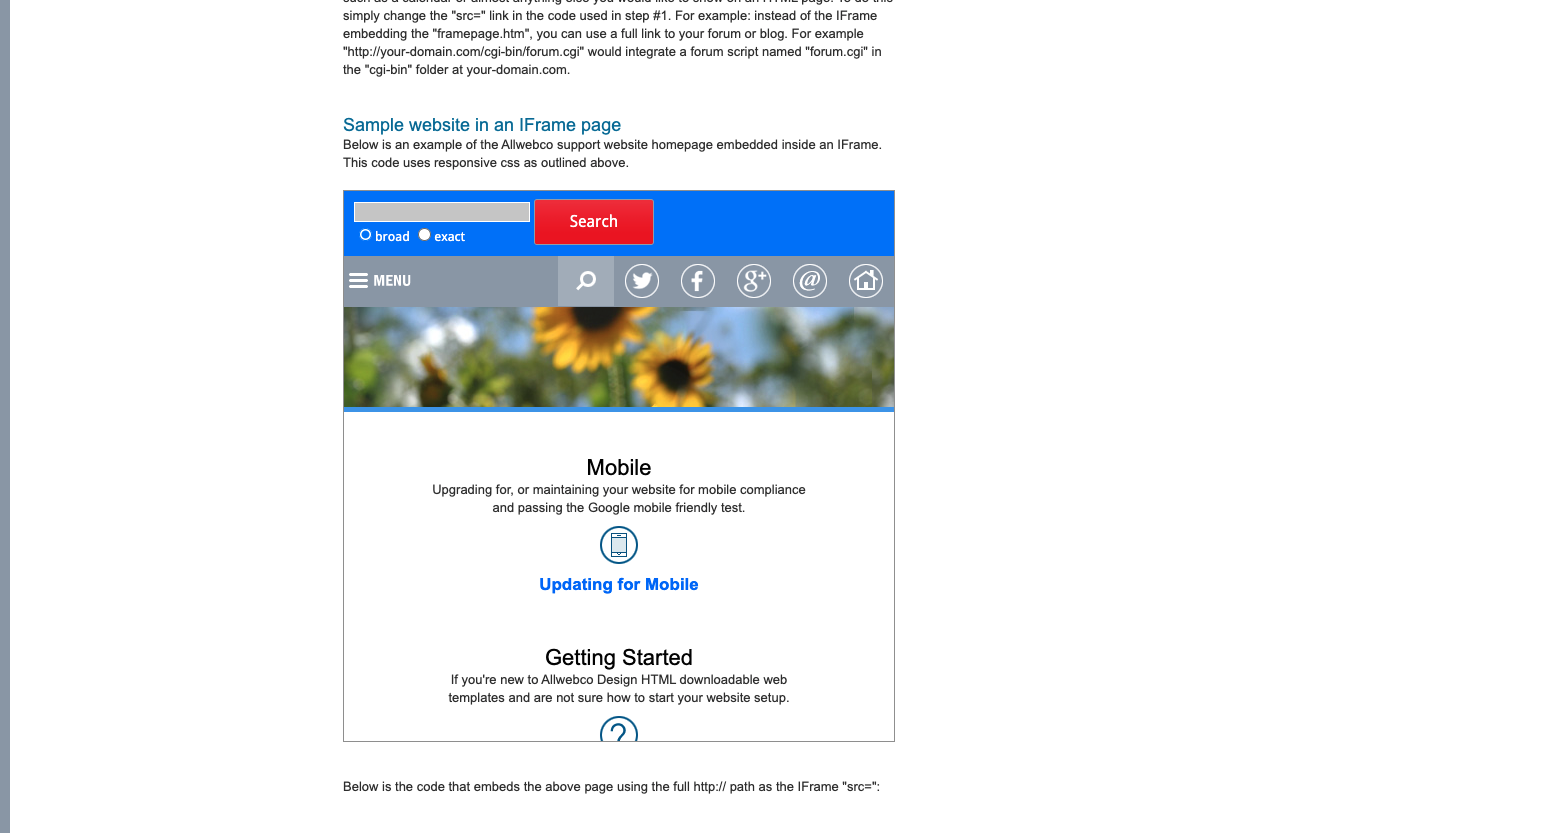 simply change the "src=" link in the code used in step #1. For example: instead of the IFrame
embedding the "framepage.htm", you can use a full link to your forum or blog. For example
"http://your-domain.com/cgi-bin/forum.cgi" would integrate a forum script named "forum.cgi" in
the "cgi-bin" folder at your-domain.com.
Sample website in an IFrame page
Below is an example of the Allwebco support website homepage embedded inside an IFrame.
This code uses responsive css as outlined above.
Search
broad exact
MENU
Mobile
Upgrading for, or maintaining your website for mobile compliance
and passing the Google mobile friendly test.
Updating for Mobile
Getting Started
If you're new to Allwebco Design HTML downloadable web
templates and are not sure how to start your website setup.
Below is the code that embeds the above page using the full http:// path as the IFrame "src=":